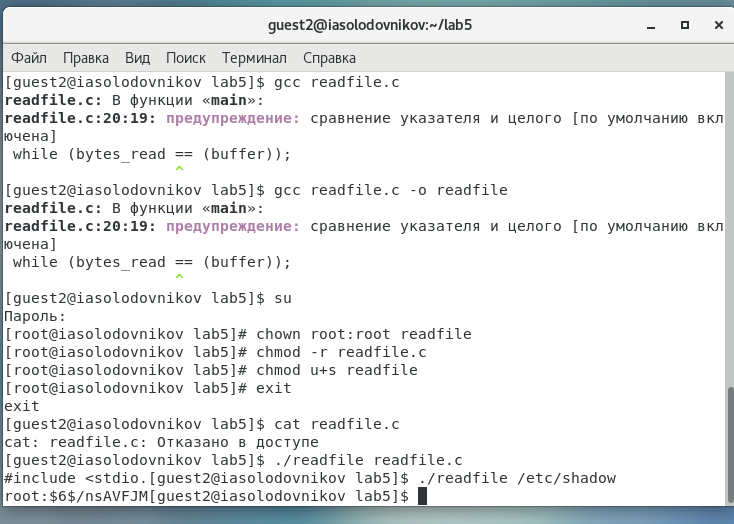 guest2@iasolodovnikov:~/lab5
Файл Правка Вид Поиск Терминал Справка
[guest2@iasolodovnikov lab5]$ gcc readfile.c
readfile.c: В функции «main»:
readfile.c:20:19: предупреждение: сравнение указателя и целого [по умолчанию вкл
ючена]
 while (bytes_read == (buffer));
                   ^
[guest2@iasolodovnikov lab5]$ gcc readfile.c -o readfile
readfile.c: В функции «main»:
readfile.c:20:19: предупреждение: сравнение указателя и целого [по умолчанию вкл
ючена]
 while (bytes_read == (buffer));
                   ^
[guest2@iasolodovnikov lab5]$ su
Пароль:
[root@iasolodovnikov lab5]# chown root:root readfile
[root@iasolodovnikov lab5]# chmod -r readfile.c
[root@iasolodovnikov lab5]# chmod u+s readfile
[root@iasolodovnikov lab5]# exit
exit
[guest2@iasolodovnikov lab5]$ cat readfile.c
cat: readfile.c: Отказано в доступе
[guest2@iasolodovnikov lab5]$ ./readfile readfile.c
#include <stdio.[guest2@iasolodovnikov lab5]$ ./readfile /etc/shadow
root:$6$/nsAVFJM[guest2@iasolodovnikov lab5]$